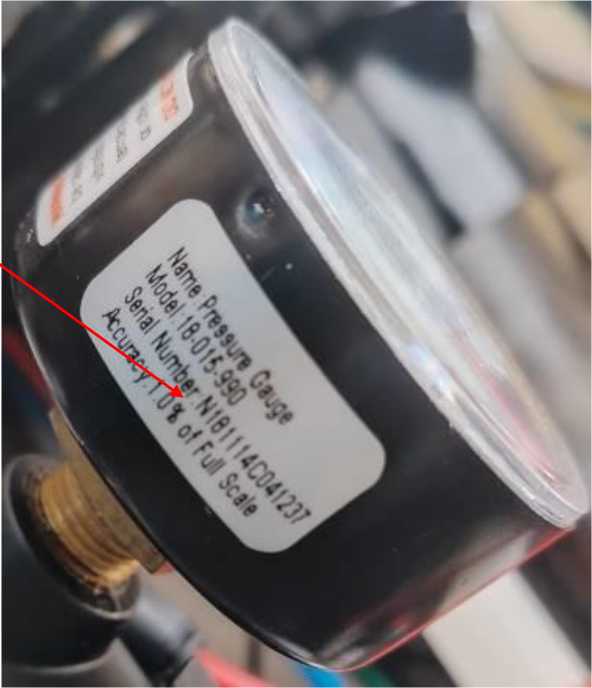 Name Pressure Gauge
Model:18-015-990
Serial Number:N181114C041237
Accuracy:1.0% of Full Scale